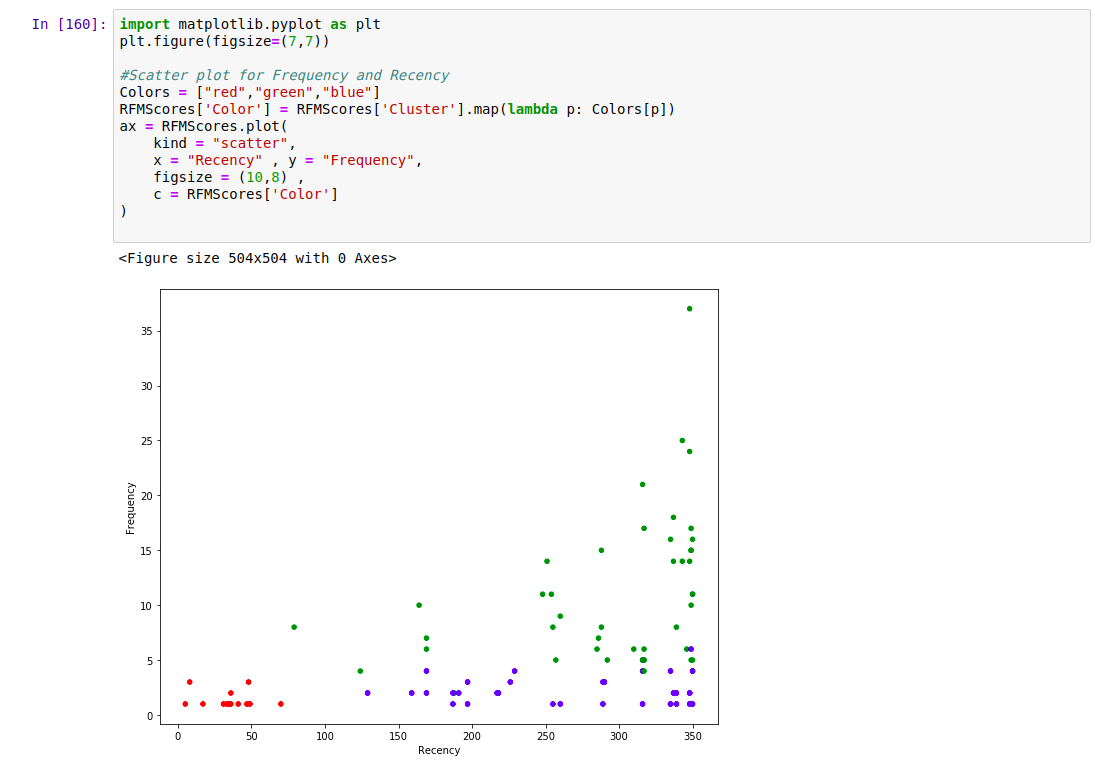 In [160]: import matplotlib.pyplot as plt
plt.figure(figsize=(7,7))
#Scatter plot for Frequency and Recency
Colors = ["red","green","blue"]
RFMScores['Color'] = RFMScores['Cluster'].map(lambda p: Colors[p])
ax = RFMScores.plot(
    kind = "scatter",
    x = "Recency" , y = "Frequency",
    figsize = (10,8) ,
    c = RFMScores['Color']
)
<Figure size 504x504 with 0 Axes>
35
30
25
20
Frequency
15
10
5
0
0 50 100 150 200 250 300 350
Recency